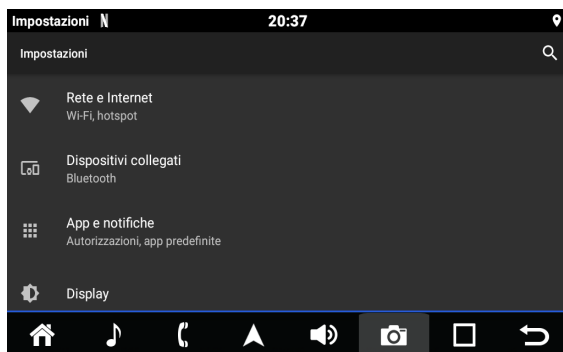 Impostazioni N 20:37
Impostazioni
Rete e Internet
Wi-Fi, hotspot
Dispositivi collegati
Bluetooth
App e notifiche
Autorizzazioni, app predefinite
Display